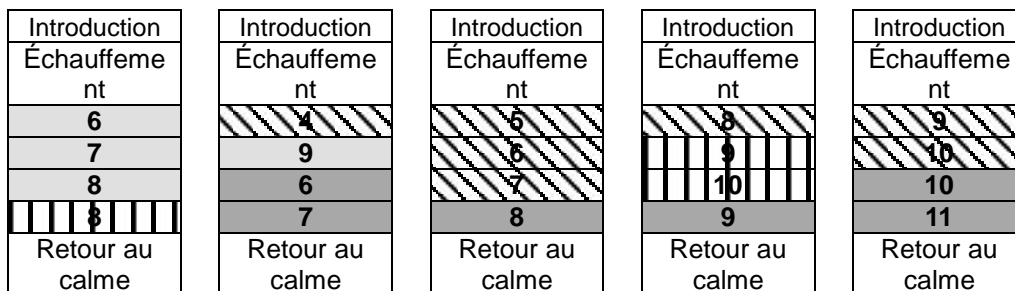 Introduction
Échauffeme
nt
6
7
8
8
Retour au
calme
Introduction
Échauffeme
nt
4
9
6
7
Retour au
calme
Introduction
Échauffeme
nt
5
6
7
8
Retour au
calme
Introduction
Échauffeme
nt
8
9
10
9
Retour au
calme
Introduction
Échauffeme
nt
9
10
10
11
Retour au
calme